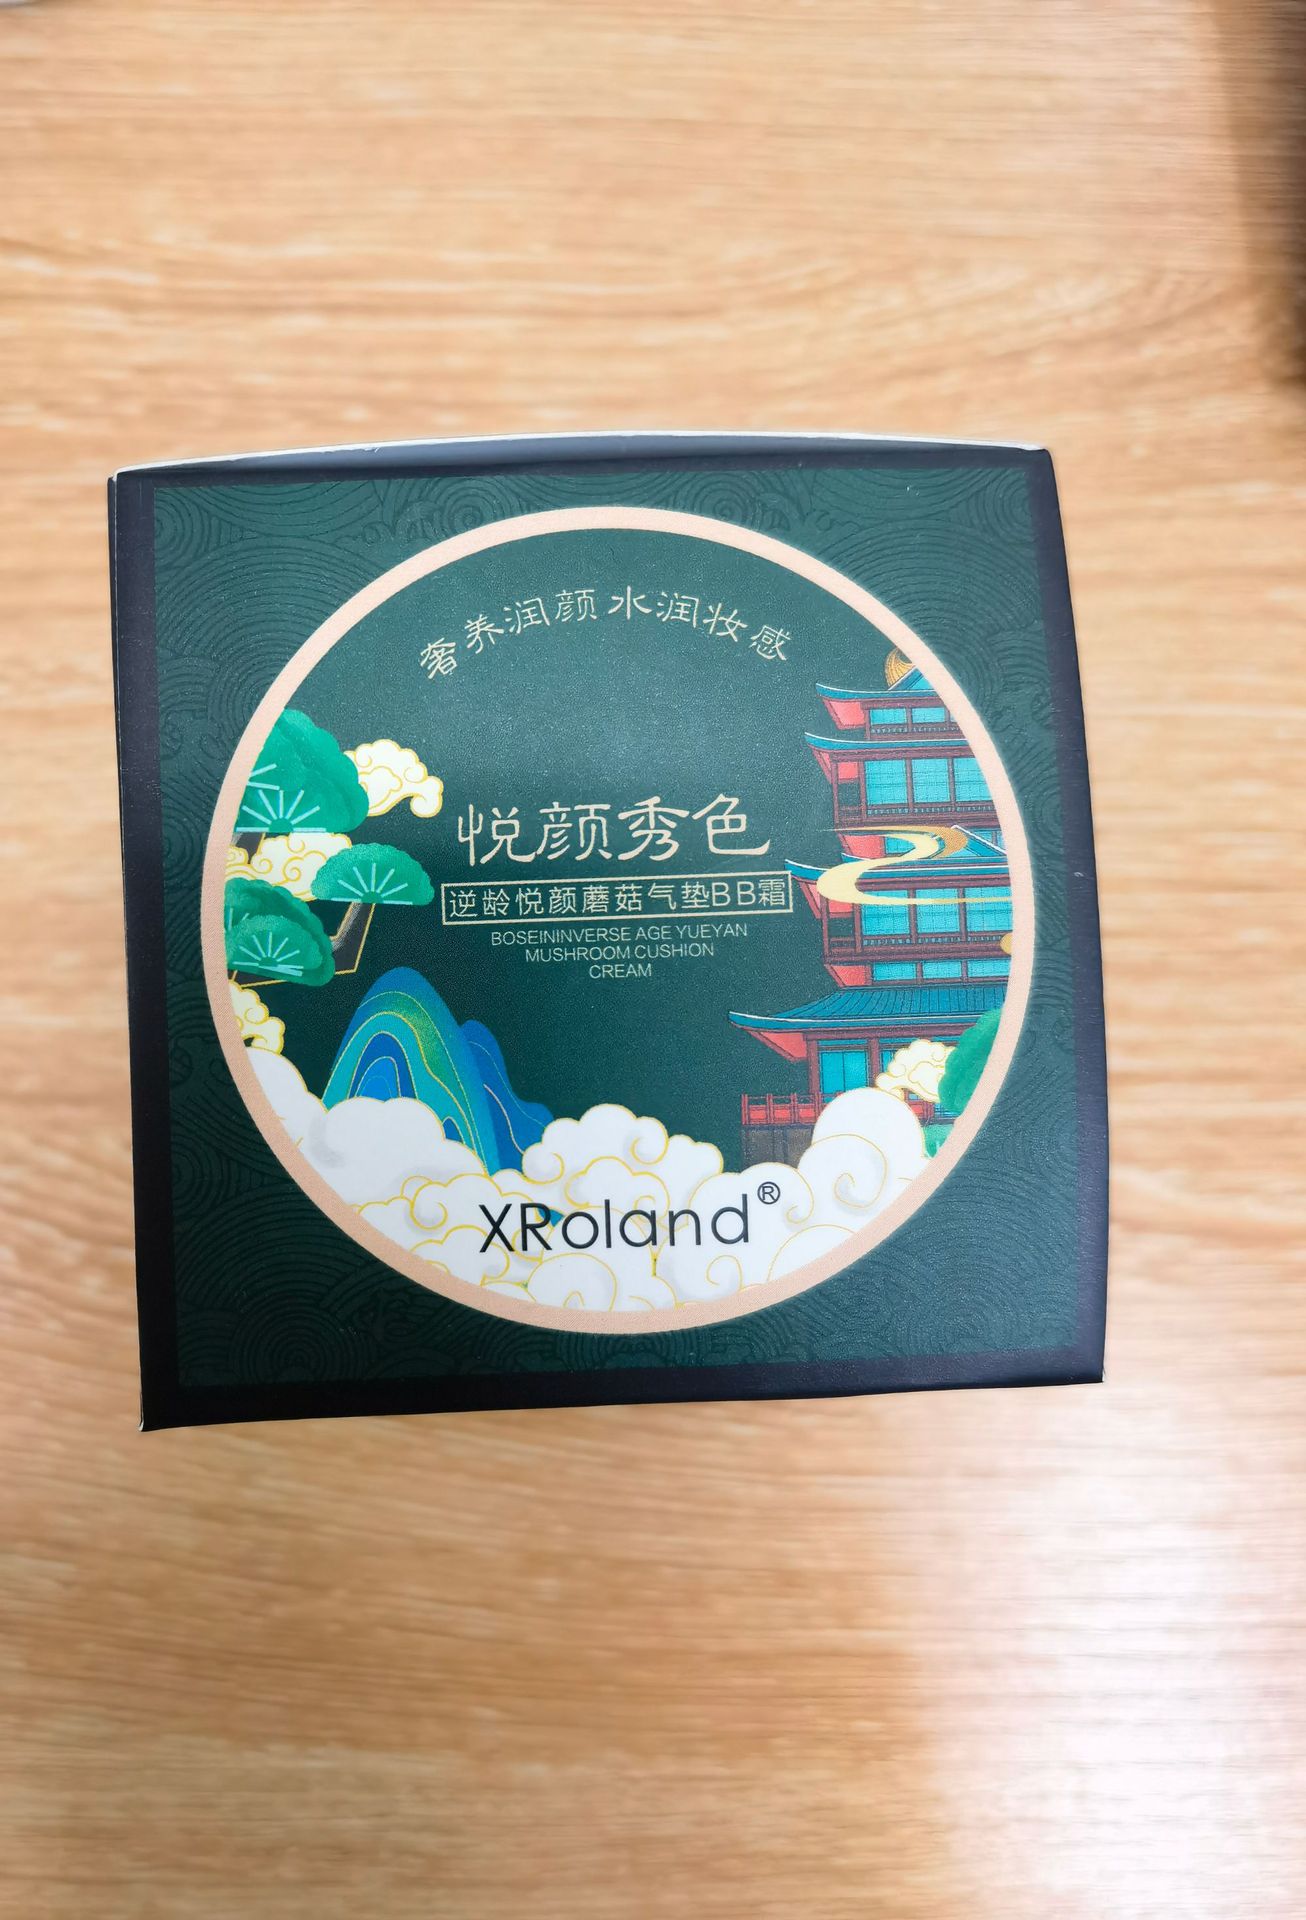 奢养润颜 水润妆感
悦颜秀色
逆龄悦颜蘑菇气垫BB霜
BOSEININVERSE AGE YUEYAN
MUSHROOM CUSHION
CREAM
XRoland®